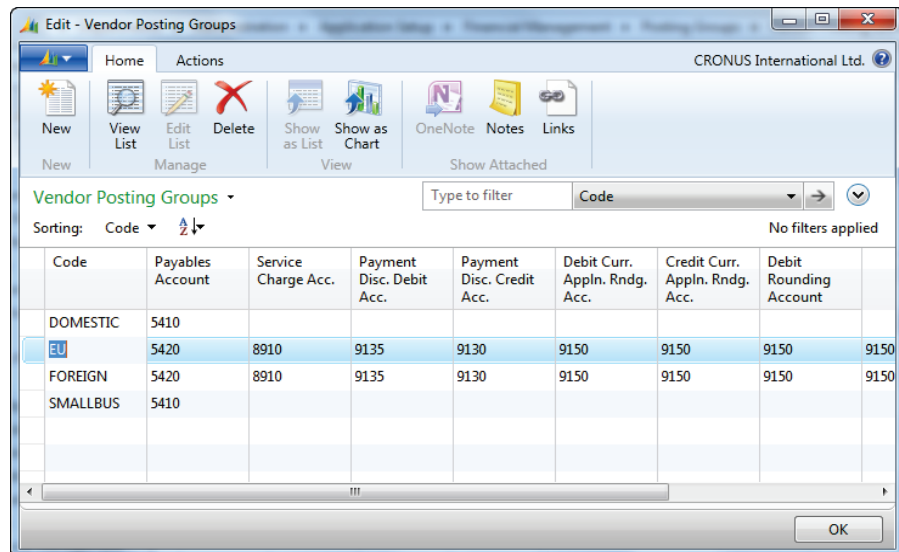 Edit - Vendor Posting Groups
Home Actions CRONUS International Ltd.
New View List Edit List Delete Show as List Show as Chart OneNote Notes Links
New Manage View Show Attached
Vendor Posting Groups Type to filter Code
Sorting: Code No filters applied
Code Payables Account Service Charge Acc. Payment Disc. Debit Acc. Payment Disc. Credit Acc. Debit Curr. Appln. Rndg. Acc. Credit Curr. Appln. Rndg. Acc. Debit Rounding Account
DOMESTIC 5410
EU 5420 8910 9135 9130 9150 9150 9150 9150
FOREIGN 5420 8910 9135 9130 9150 9150 9150 9150
SMALLBUS 5410
OK